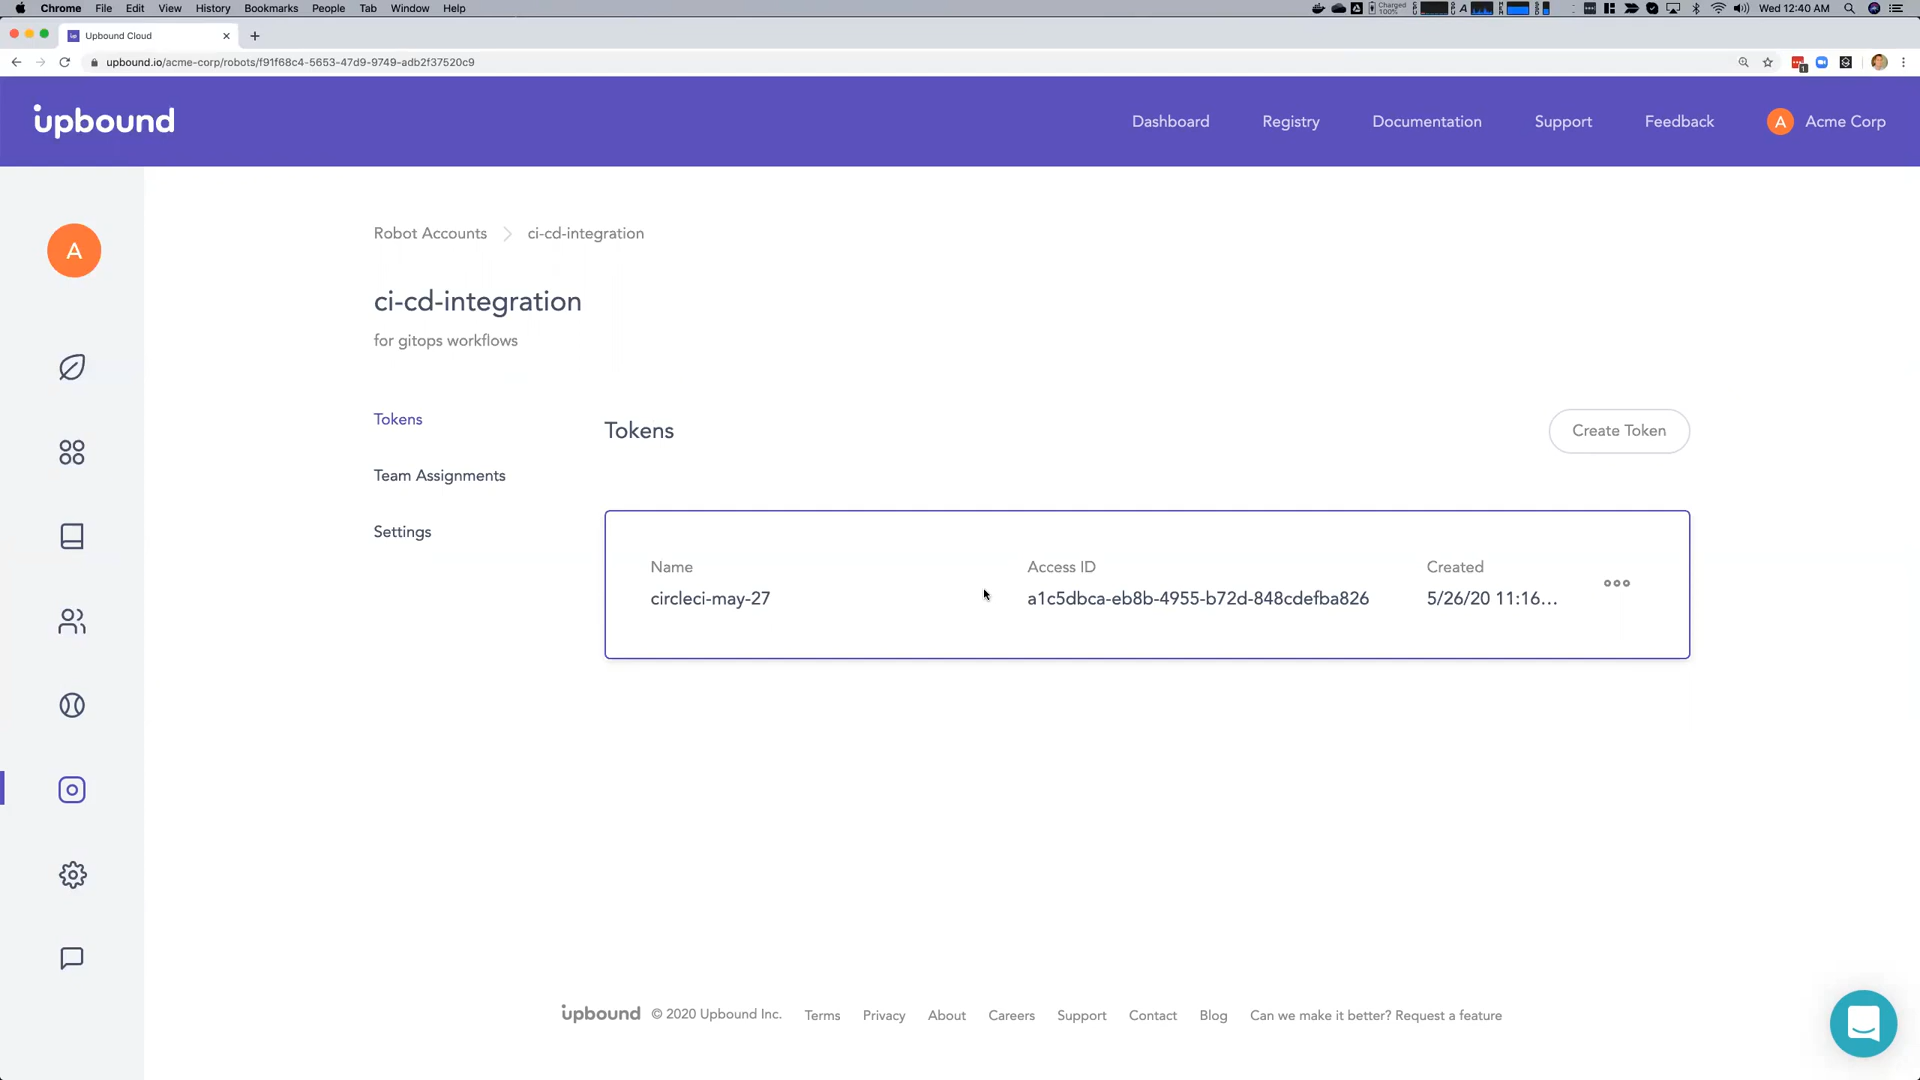 Chrome File Edit View History Bookmarks People Tab Window Help
Charged 100% Wed 12:40 AM
Upbound Cloud
upbound.io/acme-corp/robots/f91f68c4-5653-47d9-9749-adb2f37520c9
upbound Dashboard Registry Documentation Support Feedback A Acme Corp
A
Robot Accounts ci-cd-integration
ci-cd-integration
for gitops workflows
Tokens
Team Assignments
Settings
Tokens Create Token
Name Access ID Created
circleci-may-27 a1c5dbca-eb8b-4955-b72d-848cdefba826 5/26/20 11:16...
upbound © 2020 Upbound Inc. Terms Privacy About Careers Support Contact Blog Can we make it better? Request a feature